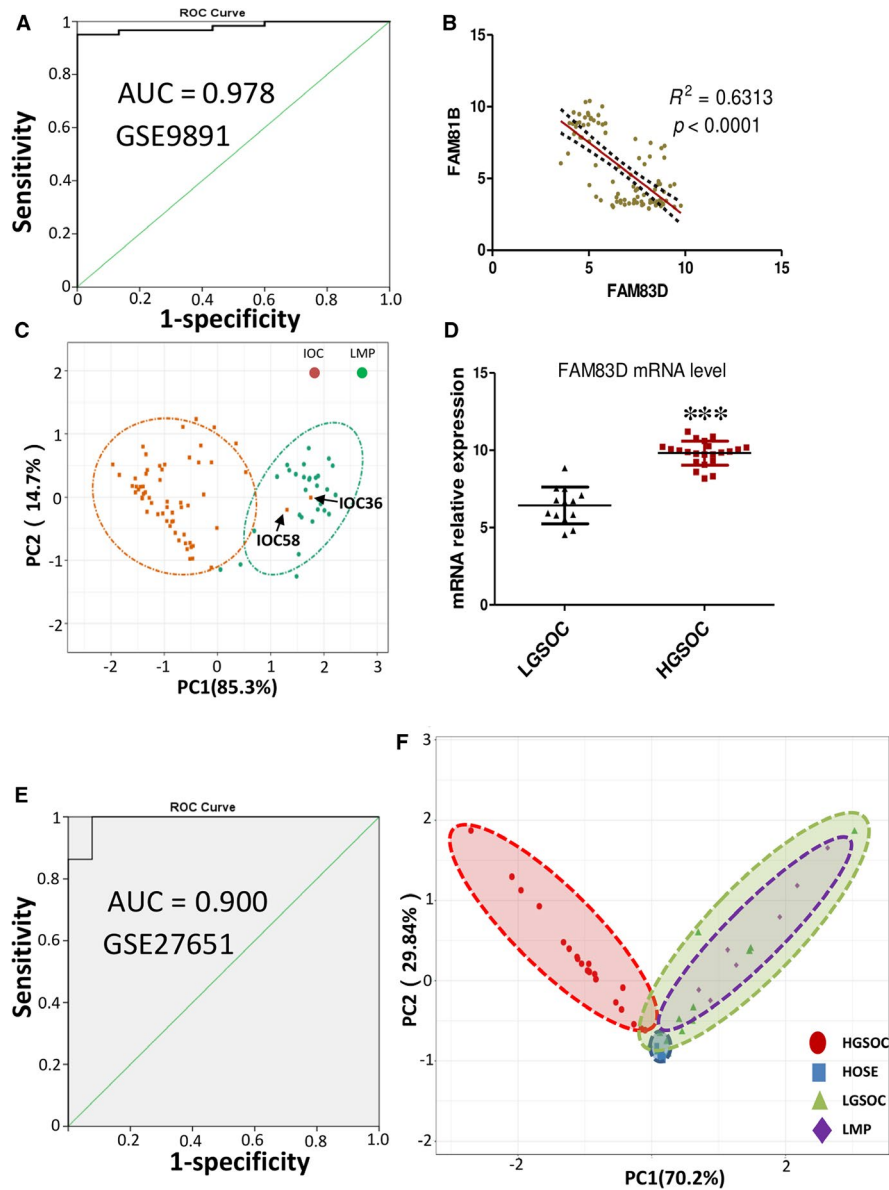 A
ROC Curve
1
0.8
0.6
0.4
0.2
0
0
0.2
0.4
0.6
0.8
1.0
Sensitivity
1-specificity
AUC = 0.978
GSE9891
B
15
10
5
0
0
5
10
15
FAM81B
FAM83D
R² = 0.6313
p < 0.0001
C
IOC
LMP
2
1
0
-1
-2
-2
-1
0
1
2
3
PC2 ( 14.7% )
PC1(85.3%)
IOC36
IOC58
D
FAM83D mRNA level
***
15
10
5
0
mRNA relative expression
LGSOC
HGSOC
E
ROC Curve
1
0.8
0.6
0.4
0.2
0
0.2
0.4
0.6
0.8
1.0
Sensitivity
1-specificity
AUC = 0.900
GSE27651
F
3
2
1
0
-1
-2
-2
2
PC2 ( 29.84% )
PC1(70.2%)
HGSOC
HOSE
LGSOC
LMP